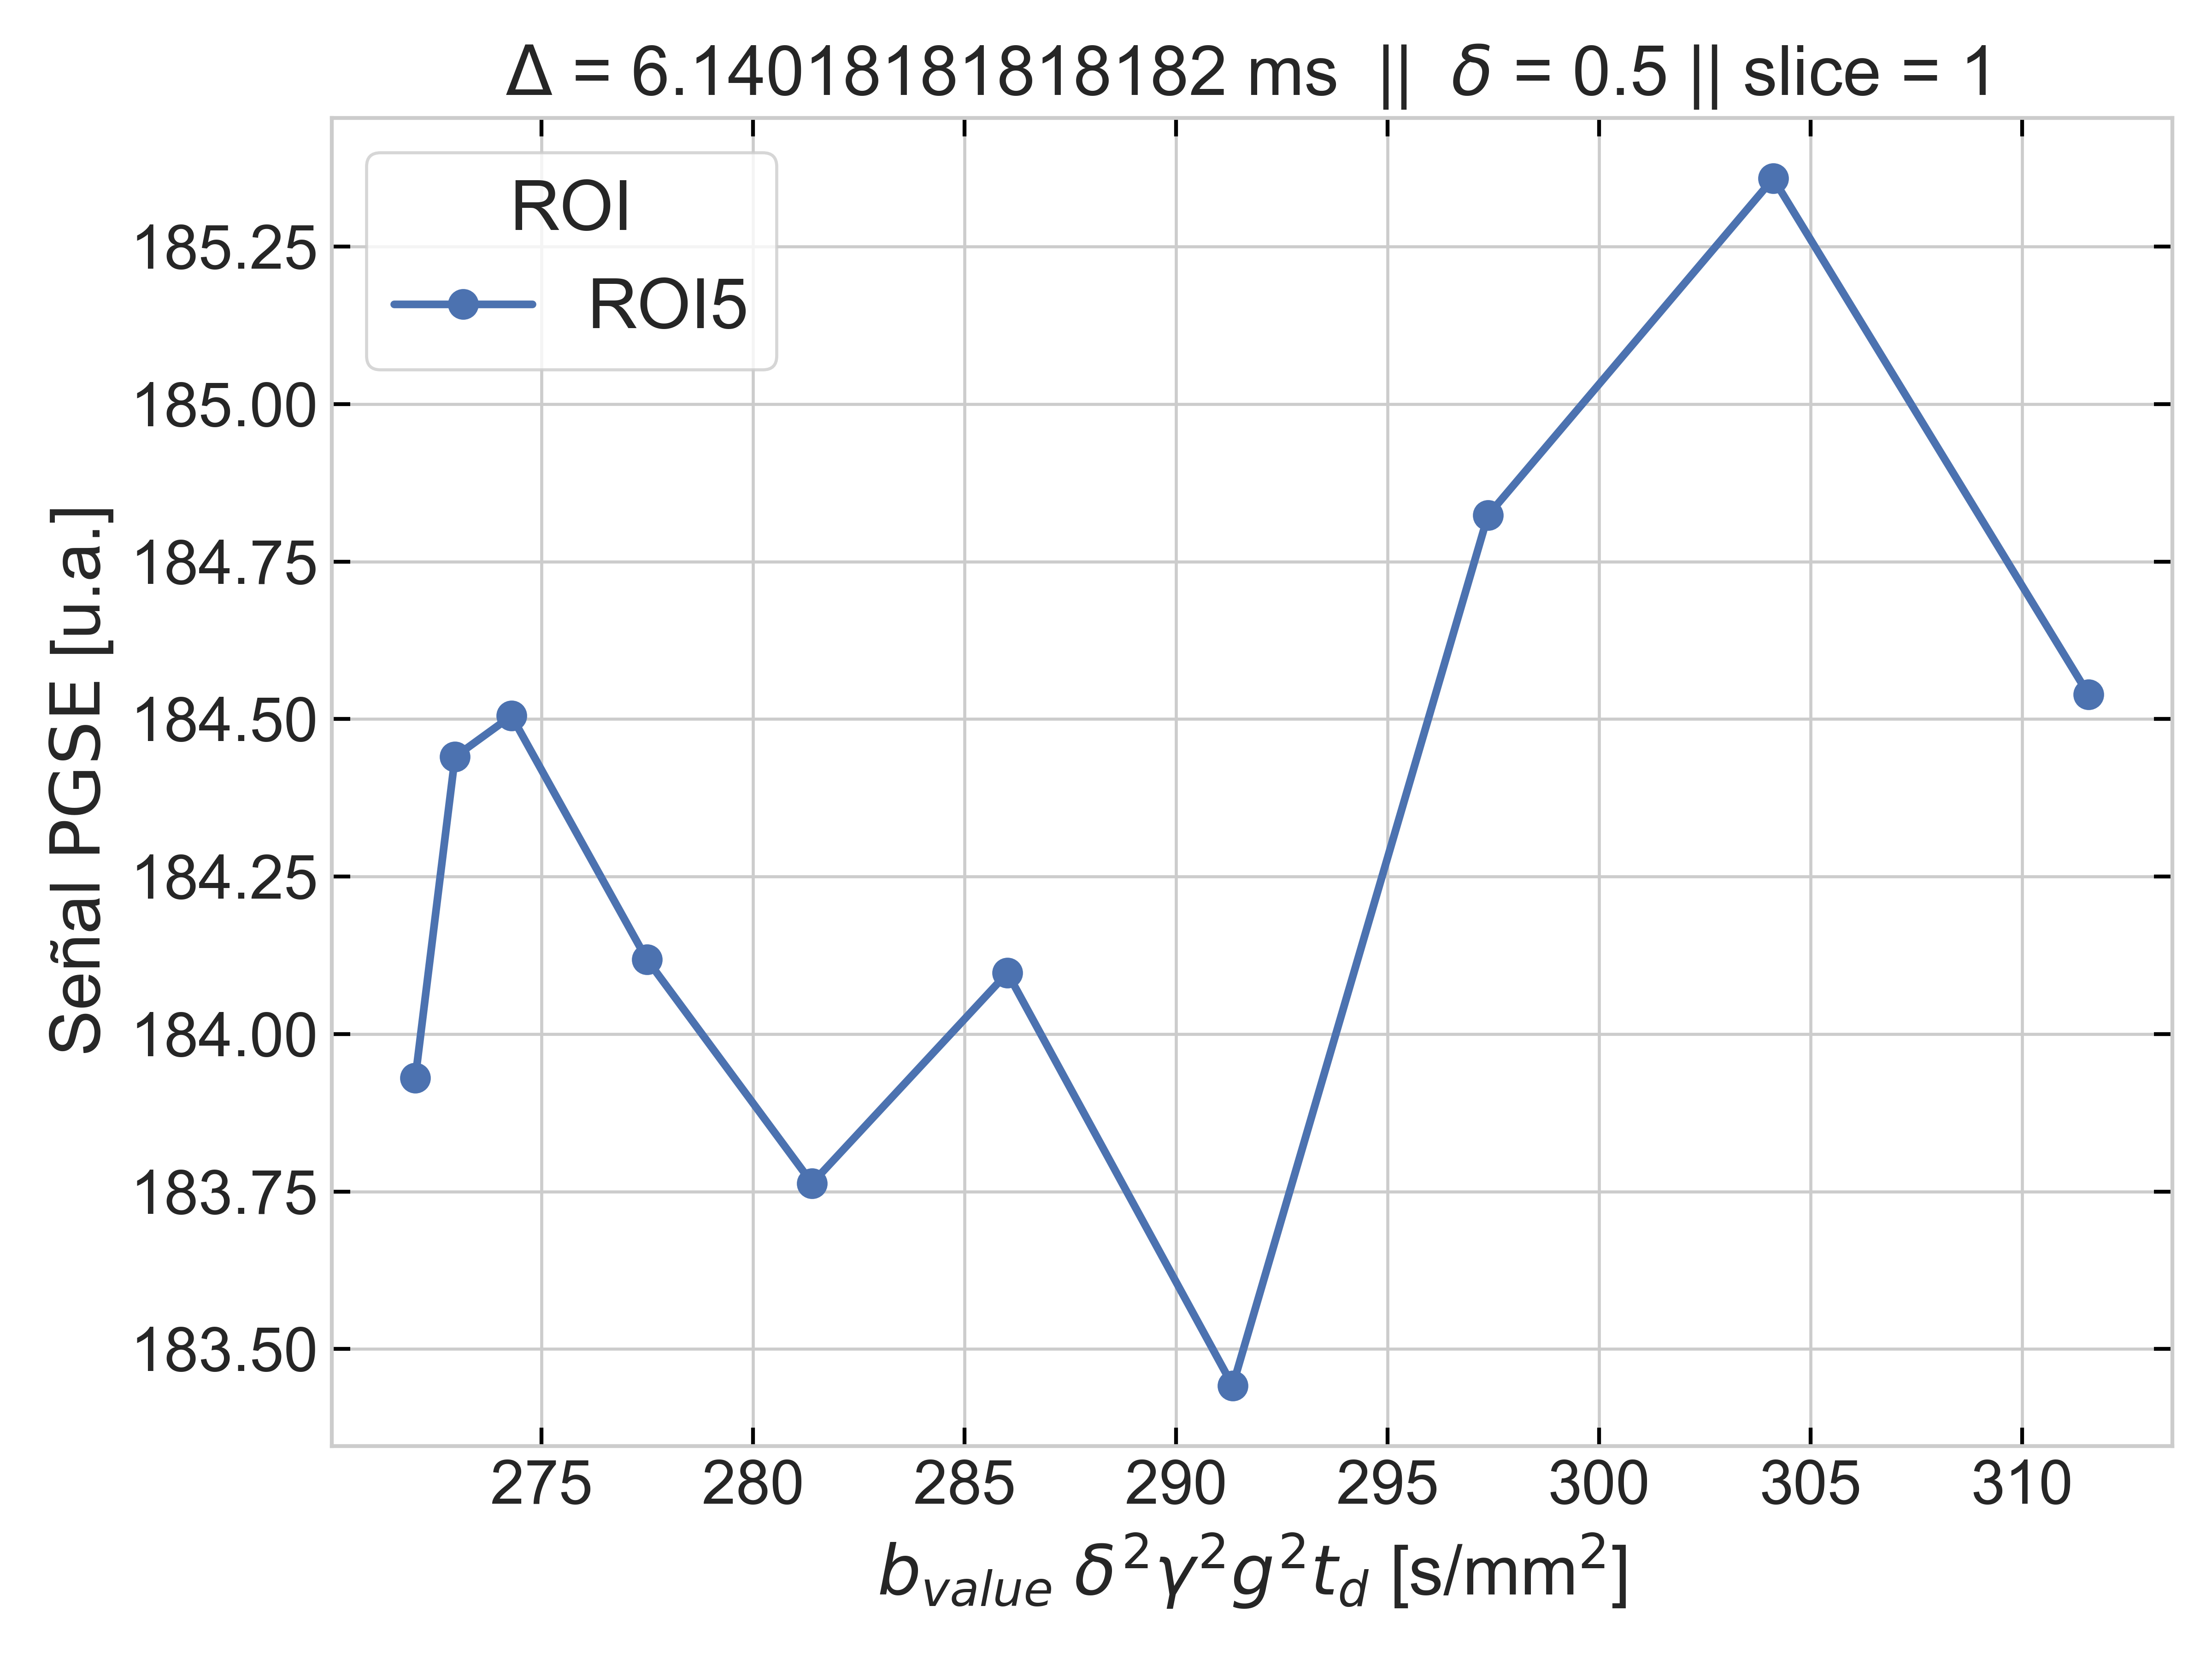 Δ = 6.140181818181818182 ms || δ = 0.5 || slice = 1
ROI
ROI5
185.25
185.00
184.75
184.50
184.25
184.00
183.75
183.50
Señal PGSE [u.a.]
275 280 285 290 295 300 305 310
b_value δ²γ²g²t_d [s/mm²]